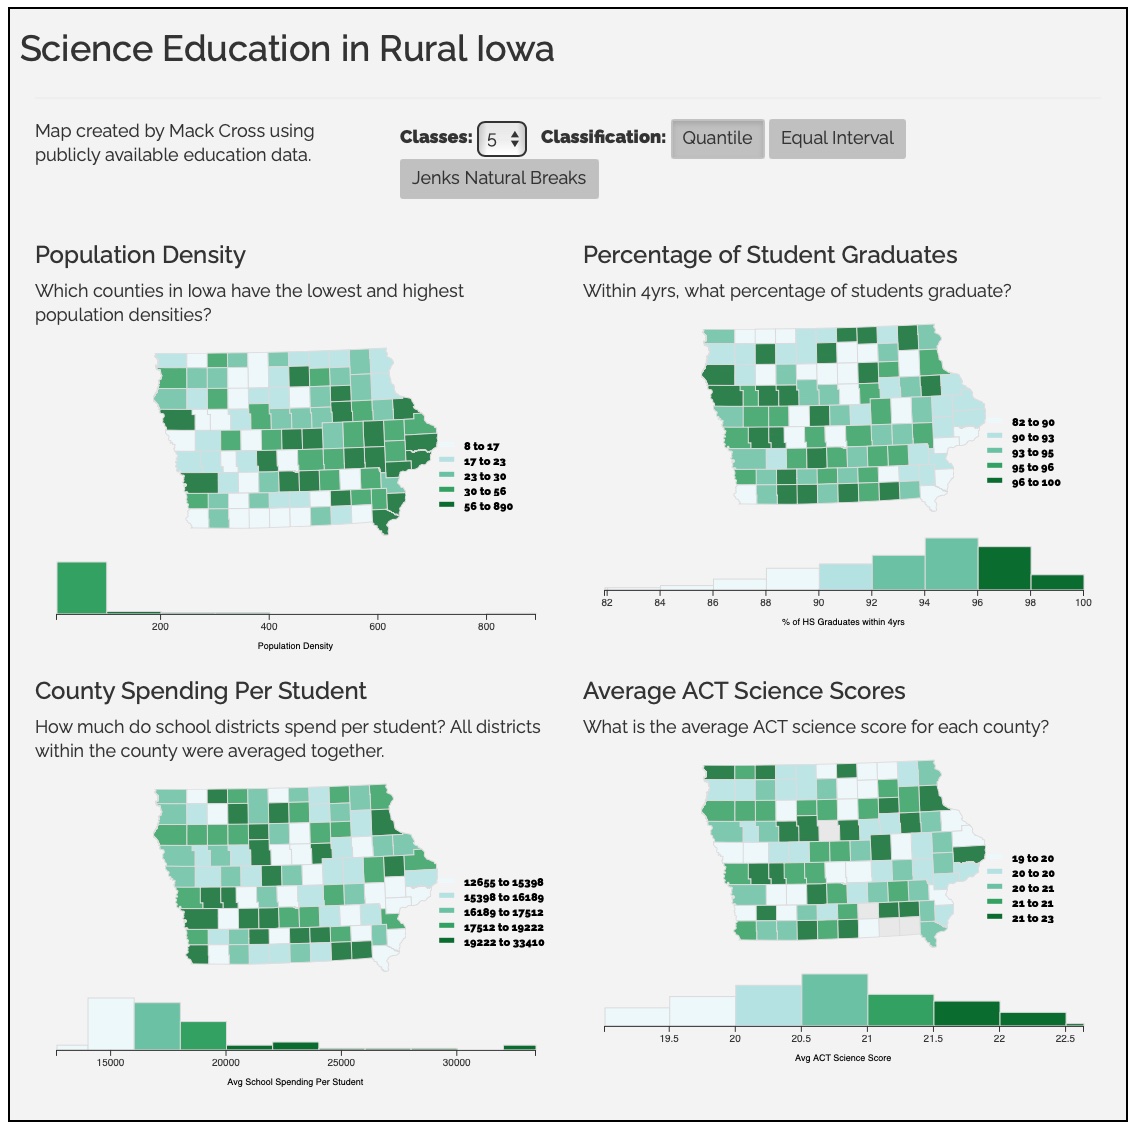 Science Education in Rural Iowa
Map created by Mack Cross using
publicly available education data.
Classes: 5 Classification: Quantile Equal Interval
Jenks Natural Breaks
Population Density
Which counties in Iowa have the lowest and highest
population densities?
8 to 17
17 to 23
23 to 30
30 to 56
56 to 890
200 400 600 800
Population Density
Percentage of Student Graduates
Within 4yrs, what percentage of students graduate?
82 to 90
90 to 93
93 to 95
95 to 96
96 to 100
82 84 86 88 90 92 94 96 98 100
% of HS Graduates within 4yrs
County Spending Per Student
How much do school districts spend per student? All districts
within the county were averaged together.
12655 to 15398
15398 to 16189
16189 to 17512
17512 to 19222
19222 to 33410
15000 20000 25000 30000
Avg School Spending Per Student
Average ACT Science Scores
What is the average ACT science score for each county?
19 to 20
20 to 20
20 to 21
21 to 21
21 to 23
19.5 20 20.5 21 21.5 22 22.5
Avg ACT Science Score